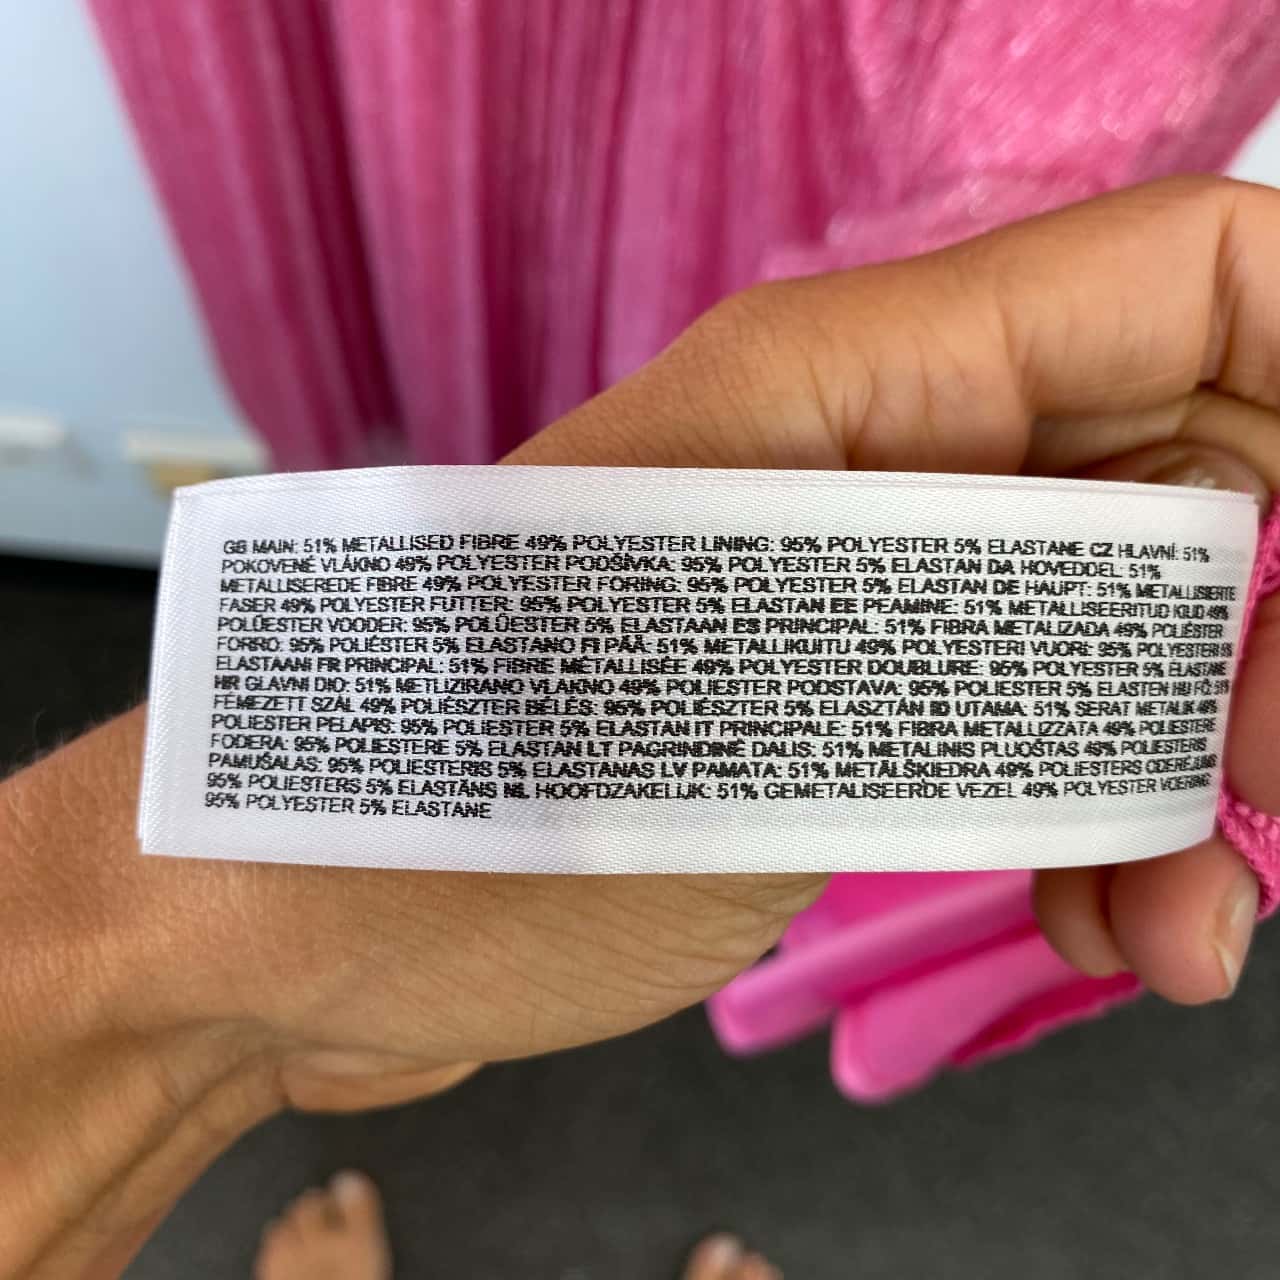 GB MAIN: 51% METALLISED FIBRE 49% POLYESTER LINING: 95% POLYESTER 5% ELASTANE CZ HLAVNÍ: 51%
POKOVENÉ VLÁKNO 49% POLYESTER PODŠÍVKA: 95% POLYESTER 5% ELASTAN DA HOVEDDEL: 51%
METALLISEREDE FIBRE 49% POLYESTER FORING: 95% POLYESTER 5% ELASTAN DE HAUPT: 51% METALLISIERTE
FASER 49% POLYESTER FUTTER: 95% POLYESTER 5% ELASTAN EE PEAMINE: 51% METALLISEERITUD KIUD 49%
POLÜESTER VOODER: 95% POLÜESTER 5% ELASTAAN ES PRINCIPAL: 51% FIBRA METALIZADA 49% POLIÉSTER
FORRO: 95% POLIÉSTER 5% ELASTANO FI PÄÄ: 51% METALLIKUITU 49% POLYESTERI VUORI: 95% POLYESTERI 5%
ELASTAANI FR PRINCIPAL: 51% FIBRE MÉTALLISÉE 49% POLYESTER DOUBLURE: 95% POLYESTER 5% ELASTANE
HR GLAVNI DIO: 51% METLIZIRANO VLAKNO 49% POLIESTER PODSTAVA: 95% POLIESTER 5% ELASTEN HU FŐ: 51%
FÉMEZETT SZÁL 49% POLIÉSZTER BÉLÉS: 95% POLIÉSZTER 5% ELASZTÁN ID UTAMA: 51% SERAT METALIK 49%
POLIESTER PELAPIS: 95% POLIESTER 5% ELASTAN IT PRINCIPALE: 51% FIBRA METALLIZZATA 49% POLIESTERE
FODERA: 95% POLIESTERE 5% ELASTAN LT PAGRINDINĖ DALIS: 51% METALINIS PLUOŠTAS 49% POLIESTERIS
PAMUŠALAS: 95% POLIESTERIS 5% ELASTANAS LV PAMATA: 51% METĀLŠĶIEDRA 49% POLIESTERS ODERĒJUMS
95% POLIESTERS 5% ELASTĀNS NL HOOFDZAKELIJK: 51% GEMETALISEERDE VEZEL 49% POLYESTER VOERING:
95% POLYESTER 5% ELASTANE